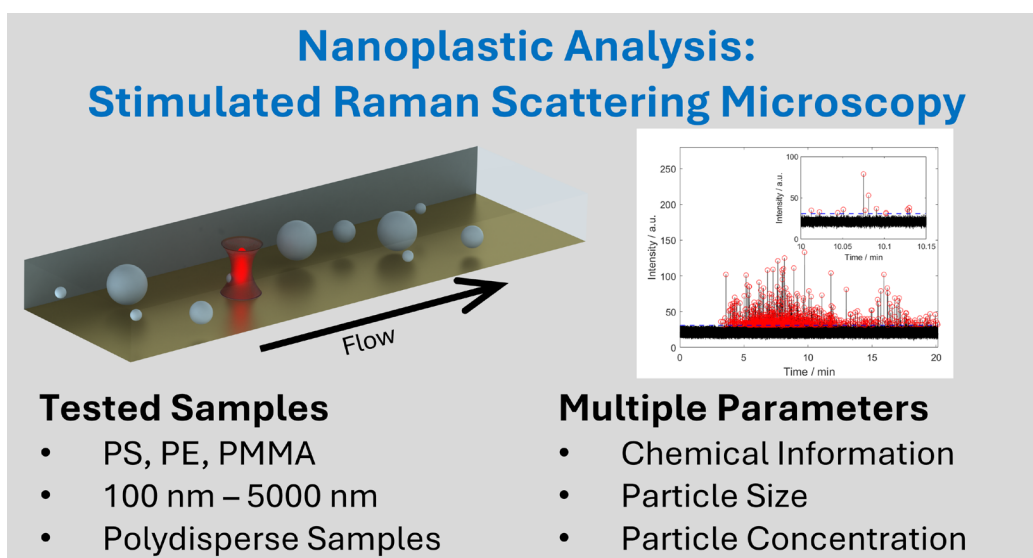 Nanoplastic Analysis:
Stimulated Raman Scattering Microscopy
Flow
250
200
150
100
50
0
Intensity / a.u.
0
5
10
15
20
Time / min
100
50
0
Intensity / a.u.
10
10.05
10.1
10.15
Time / min
Tested Samples
• PS, PE, PMMA
• 100 nm – 5000 nm
• Polydisperse Samples
Multiple Parameters
• Chemical Information
• Particle Size
• Particle Concentration